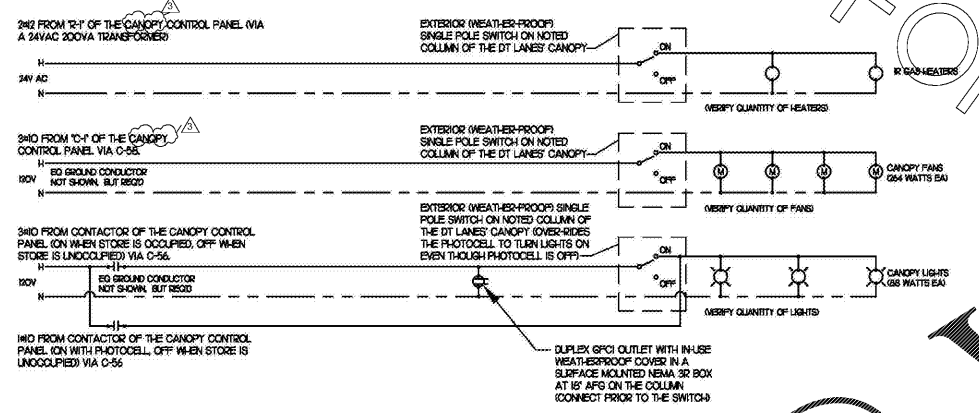 3
2#12 FROM "R-1" OF THE CANOPY CONTROL PANEL (VIA
A 24VAC 200VA TRANSFORMER)
EXTERIOR (WEATHER-PROOF)
SINGLE POLE SWITCH ON NOTED
COLUMN OF THE DT LANES' CANOPY
ON
OFF
H
24V AC
N
IR GAS HEATERS
(VERIFY QUANTITY OF HEATERS)
3
3#10 FROM "C-1" OF THE CANOPY
CONTROL PANEL VIA C-58.
EXTERIOR (WEATHER-PROOF)
SINGLE POLE SWITCH ON NOTED
COLUMN OF THE DT LANES' CANOPY
ON
OFF
H
120V
N
EQ GROUND CONDUCTOR
NOT SHOWN, BUT REQ'D
M M M M
CANOPY FANS
(264 WATTS EA)
(VERIFY QUANTITY OF FANS)
3#10 FROM CONTACTOR OF THE CANOPY CONTROL
PANEL (ON WHEN STORE IS OCCUPIED, OFF WHEN
STORE IS UNOCCUPIED) VIA C-56.
EXTERIOR (WEATHER-PROOF) SINGLE
POLE SWITCH ON NOTED COLUMN OF
THE DT LANES' CANOPY (OVER-RIDES
THE PHOTOCELL TO TURN LIGHTS ON
EVEN THOUGH PHOTOCELL IS OFF)
ON
OFF
H
120V
N
EQ GROUND CONDUCTOR
NOT SHOWN, BUT REQ'D
CANOPY LIGHTS
(88 WATTS EA)
(VERIFY QUANTITY OF LIGHTS)
1#10 FROM CONTACTOR OF THE CANOPY CONTROL
PANEL (ON WITH PHOTOCELL, OFF WHEN STORE IS
UNOCCUPIED) VIA C-56
DUPLEX GFCI OUTLET WITH IN-USE
WEATHERPROOF COVER IN A
SURFACE MOUNTED NEMA 3R BOX
AT 18" AFG ON THE COLUMN
(CONNECT PRIOR TO THE SWITCH)